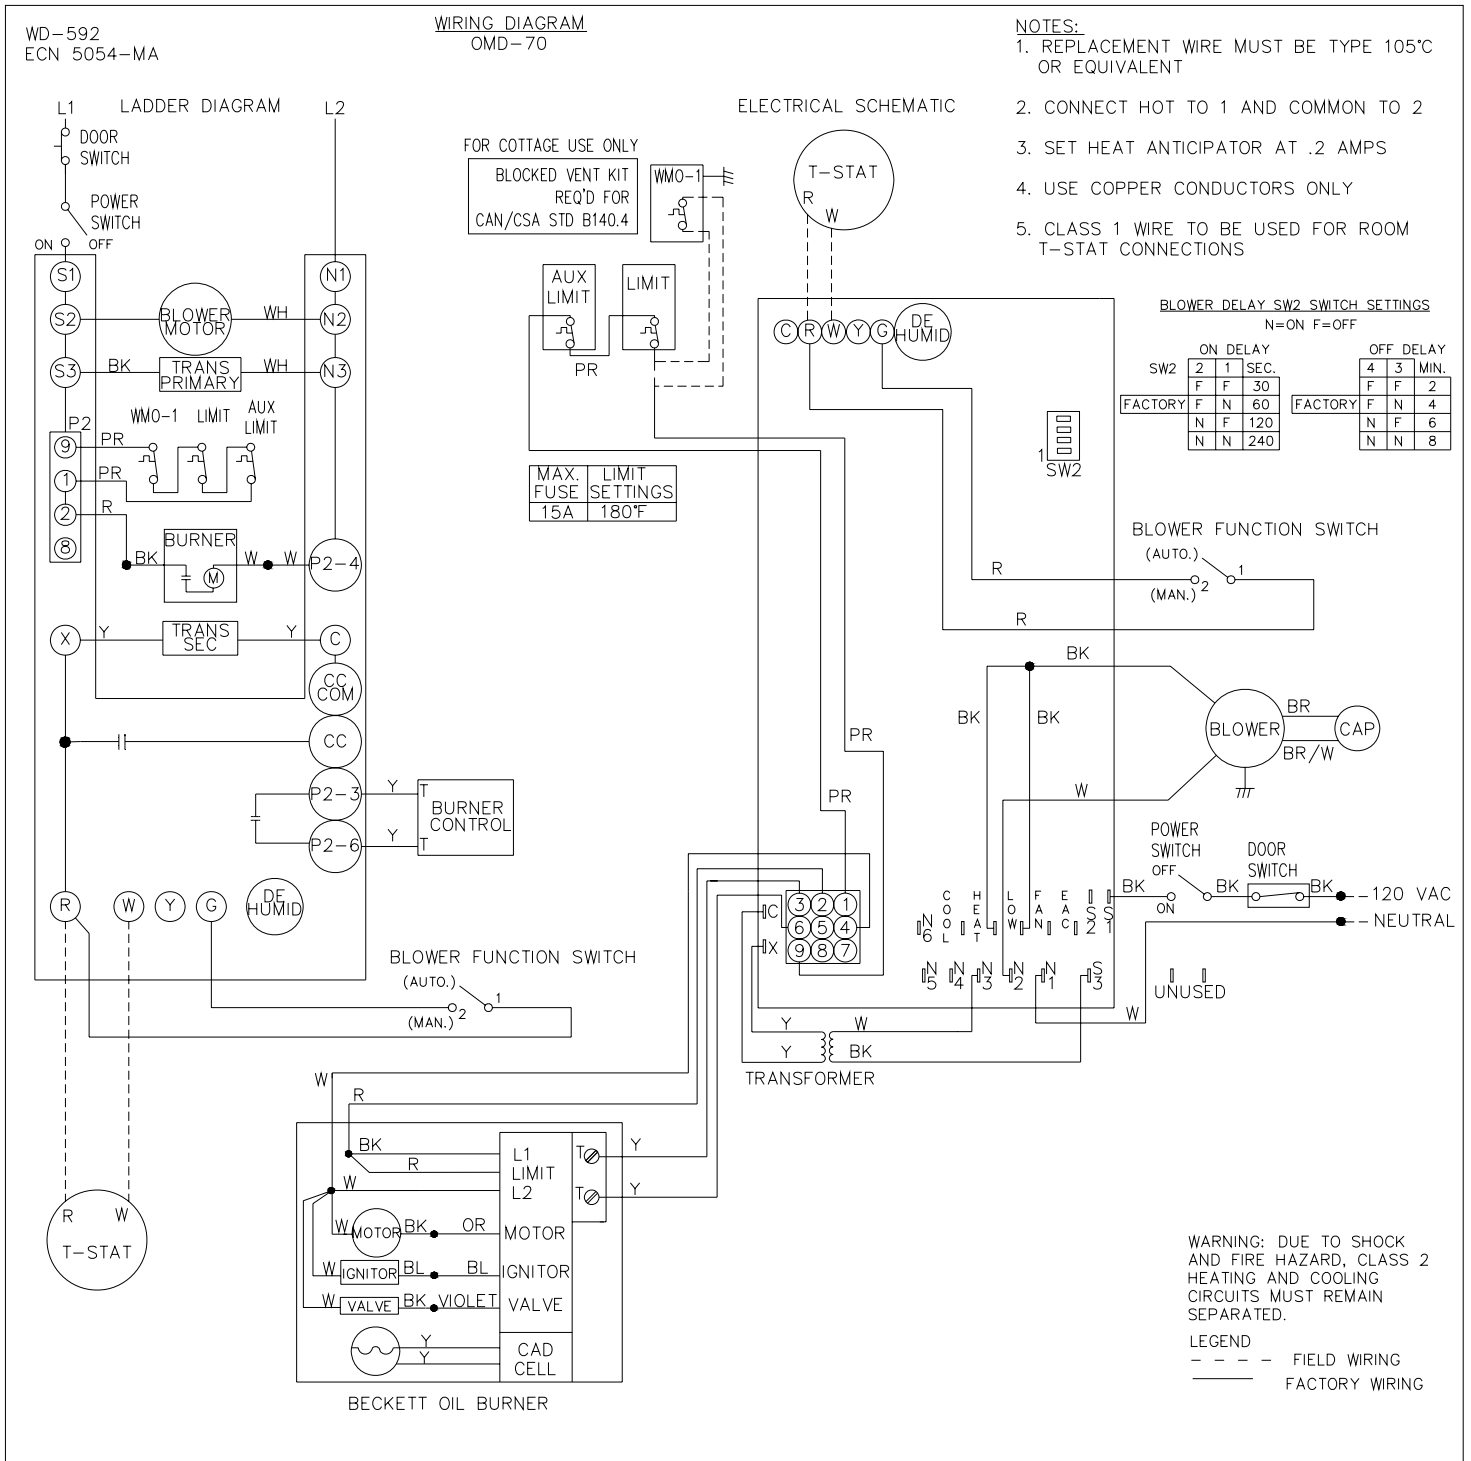 WD-592
ECN 5054-MA
WIRING DIAGRAM
OMD-70
NOTES:
1. REPLACEMENT WIRE MUST BE TYPE 105°C
OR EQUIVALENT
2. CONNECT HOT TO 1 AND COMMON TO 2
3. SET HEAT ANTICIPATOR AT .2 AMPS
4. USE COPPER CONDUCTORS ONLY
5. CLASS 1 WIRE TO BE USED FOR ROOM
T-STAT CONNECTIONS
L1 LADDER DIAGRAM L2
DOOR
SWITCH
POWER
SWITCH
ON OFF
S1 N1
S2 BLOWER
MOTOR WH N2
S3 BK TRANS
PRIMARY WH N3
P2
WMO-1 LIMIT AUX
LIMIT
9 PR
1 PR
2 R
8
BURNER
BK M W W P2-4
X Y TRANS
SEC Y C
CC
COM
CC
P2-3 Y T
BURNER
CONTROL
P2-6 Y T
R W Y G DE
HUMID
BLOWER FUNCTION SWITCH
(AUTO.) 1
(MAN.) 2
R W
T-STAT
FOR COTTAGE USE ONLY
BLOCKED VENT KIT
REQ'D FOR
CAN/CSA STD B140.4
WMO-1
AUX
LIMIT
LIMIT
PR
MAX.
FUSE LIMIT
SETTINGS
15A 180°F
ELECTRICAL SCHEMATIC
T-STAT
R
W
C R W Y G DE
HUMID
1
SW2
BLOWER DELAY SW2 SWITCH SETTINGS
N=ON F=OFF
ON DELAY OFF DELAY
SW2 2 1 SEC. 4 3 MIN.
F F 30 F F 2
FACTORY F N 60 FACTORY F N 4
N F 120 N F 6
N N 240 N N 8
BLOWER FUNCTION SWITCH
(AUTO.) 1
R (MAN.) 2
R
BK
BK BK
BLOWER BR CAP
BR/W
W
PR
PR
POWER
SWITCH
OFF
ON
DOOR
SWITCH
BK BK BK 120 VAC
NEUTRAL
C 3 2 1
6 5 4
X 9 8 7
N6 COOL HEAT LOW FAN EAC S2 S1
N5 N4 N3 N2 N1 S3
UNUSED
W
Y W
Y BK
TRANSFORMER
W
R
BK L1 T Y
R LIMIT
W L2 T Y
W MOTOR BK OR MOTOR
W IGNITOR BL BL IGNITOR
W VALVE BK VIOLET VALVE
Y
Y
CAD
CELL
BECKETT OIL BURNER
WARNING: DUE TO SHOCK
AND FIRE HAZARD, CLASS 2
HEATING AND COOLING
CIRCUITS MUST REMAIN
SEPARATED.
LEGEND
FIELD WIRING
FACTORY WIRING